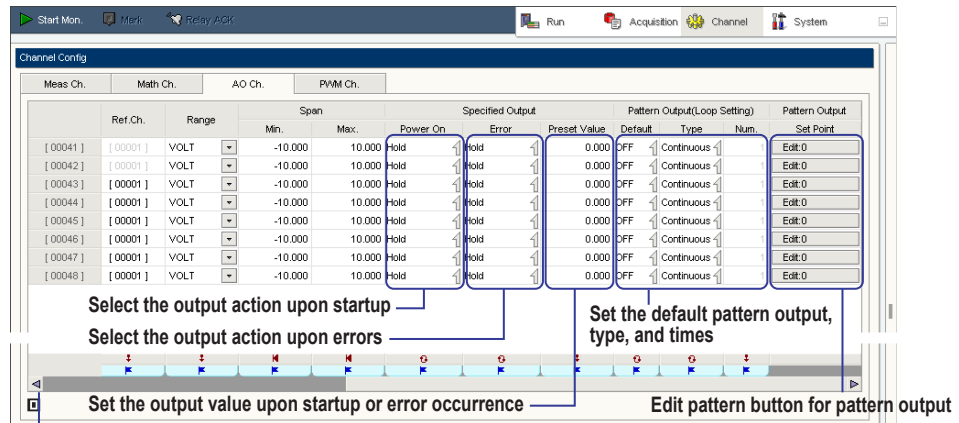 Start Mon. Mark Relay ACK Run Acquisition Channel System
Channel Config
Meas Ch. Math Ch. AO Ch. PWM Ch.
Ref.Ch. Range Span Specified Output Pattern Output(Loop Setting) Pattern Output
Min. Max. Power On Error Preset Value Default Type Num. Set Point
[ 00041 ] [ 00001 ] VOLT -10.000 10.000 Hold Hold 0.000 OFF Continuous 1 Edit:0
[ 00042 ] [ 00001 ] VOLT -10.000 10.000 Hold Hold 0.000 OFF Continuous 1 Edit:0
[ 00043 ] [ 00001 ] VOLT -10.000 10.000 Hold Hold 0.000 OFF Continuous 1 Edit:0
[ 00044 ] [ 00001 ] VOLT -10.000 10.000 Hold Hold 0.000 OFF Continuous 1 Edit:0
[ 00045 ] [ 00001 ] VOLT -10.000 10.000 Hold Hold 0.000 OFF Continuous 1 Edit:0
[ 00046 ] [ 00001 ] VOLT -10.000 10.000 Hold Hold 0.000 OFF Continuous 1 Edit:0
[ 00047 ] [ 00001 ] VOLT -10.000 10.000 Hold Hold 0.000 OFF Continuous 1 Edit:0
[ 00048 ] [ 00001 ] VOLT -10.000 10.000 Hold Hold 0.000 OFF Continuous 1 Edit:0
Select the output action upon startup
Select the output action upon errors
Set the default pattern output,
type, and times
Set the output value upon startup or error occurrence
Edit pattern button for pattern output